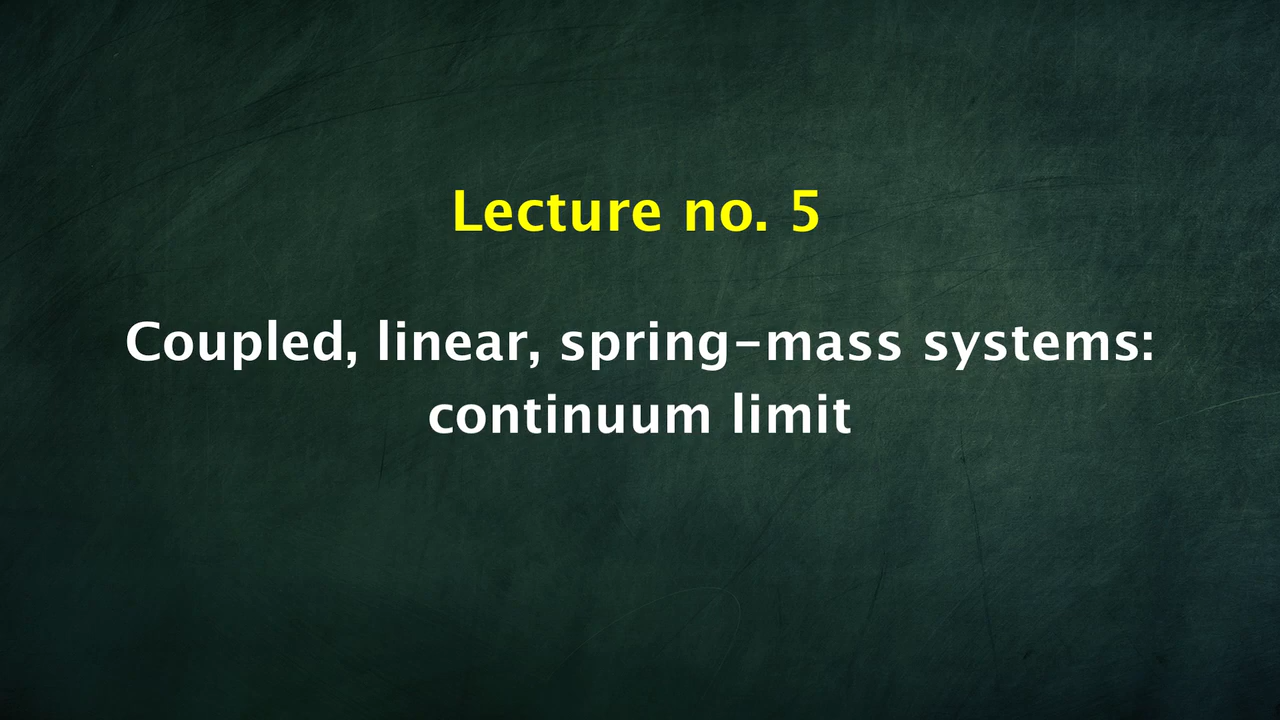 Lecture no. 5
Coupled, linear, spring-mass systems:
continuum limit